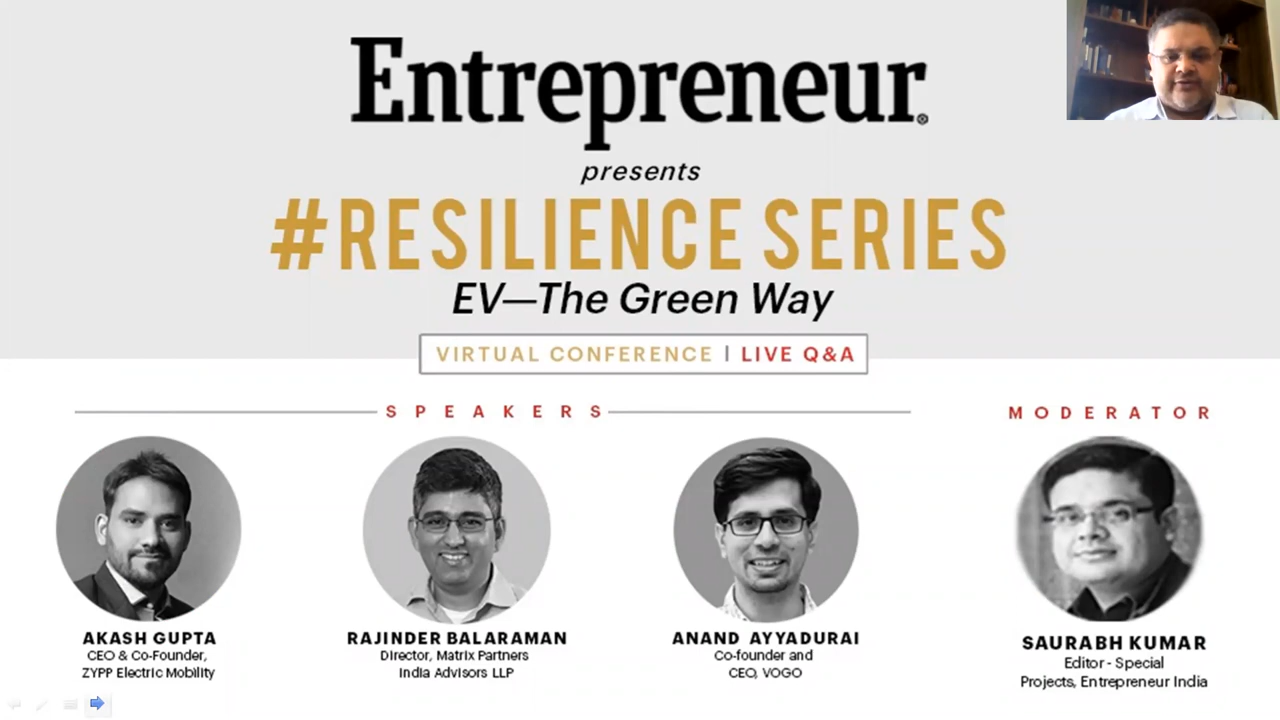 Entrepreneur®
presents
#RESILIENCE SERIES
EV—The Green Way
VIRTUAL CONFERENCE | LIVE Q&A
SPEAKERS
MODERATOR
AKASH GUPTA
CEO & Co-Founder,
ZYPP Electric Mobility
RAJINDER BALARAMAN
Director, Matrix Partners
India Advisors LLP
ANAND AYYADURAI
Co-founder and
CEO, VOGO
SAURABH KUMAR
Editor - Special
Projects, Entrepreneur India